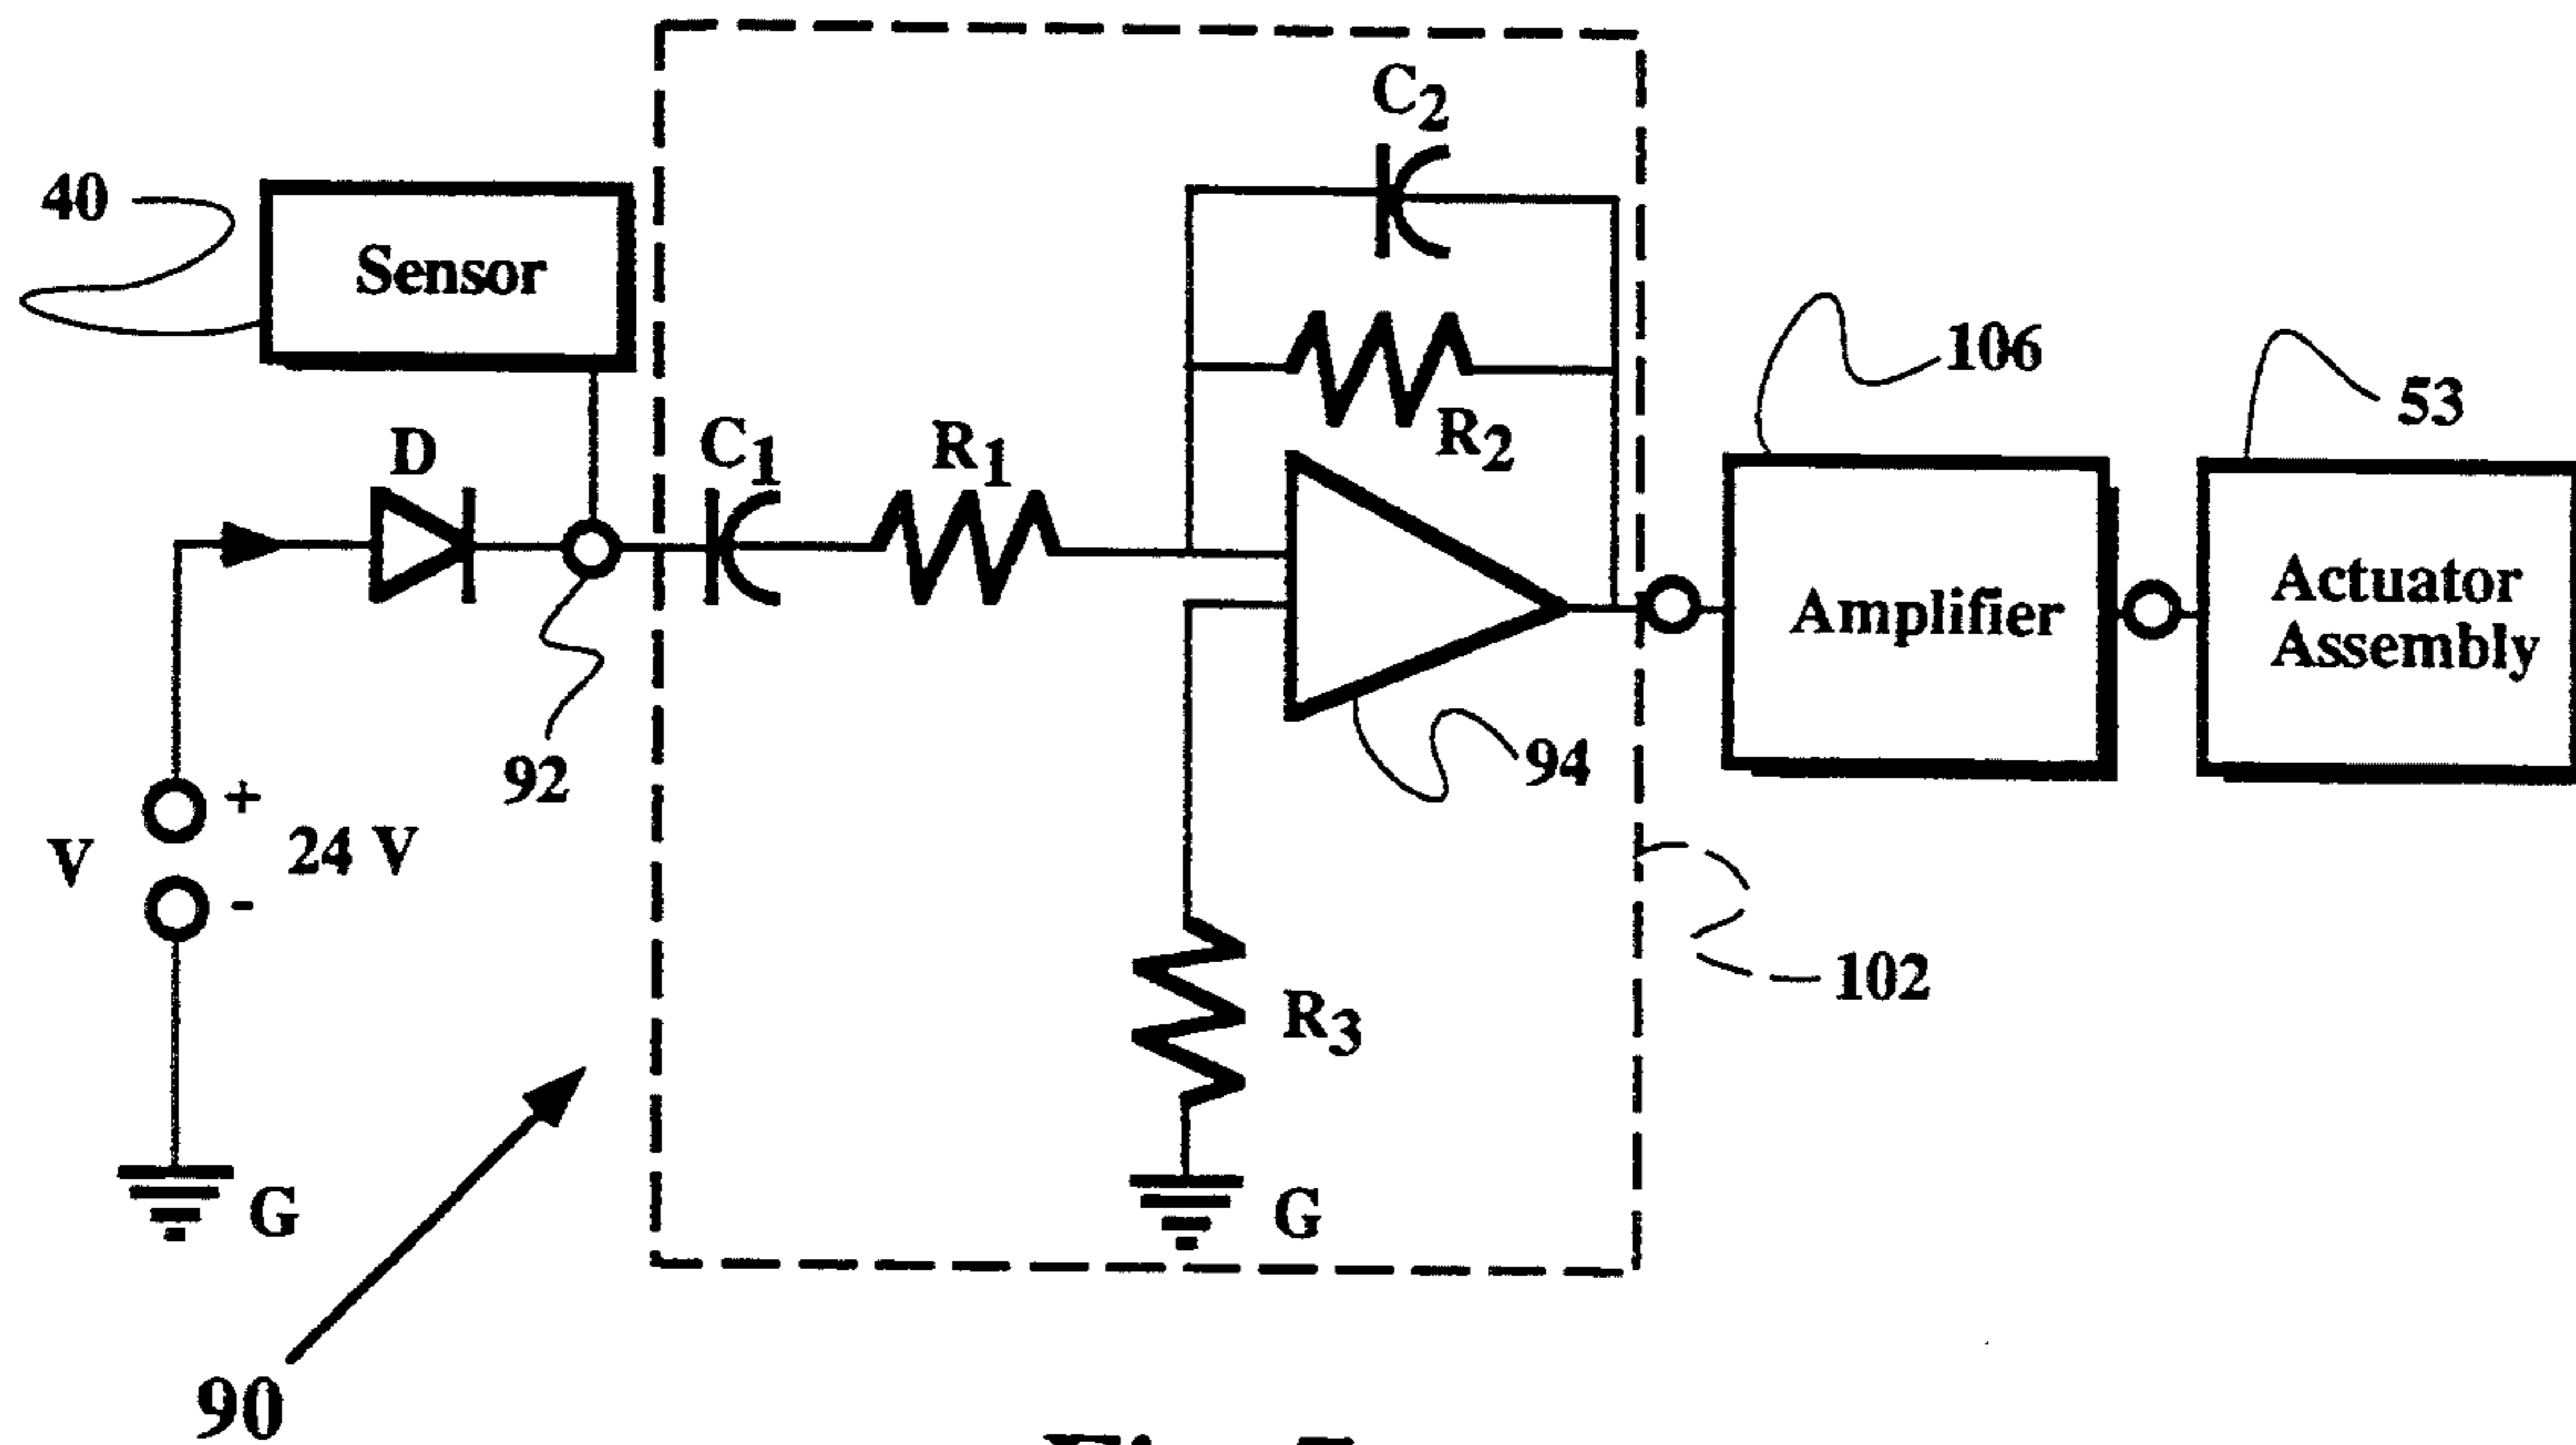 C2
40
Sensor
106
53
D
C1
R1
R2
Amplifier
Actuator
Assembly
92
94
+
V
24 V
-
102
R3
G
G
90